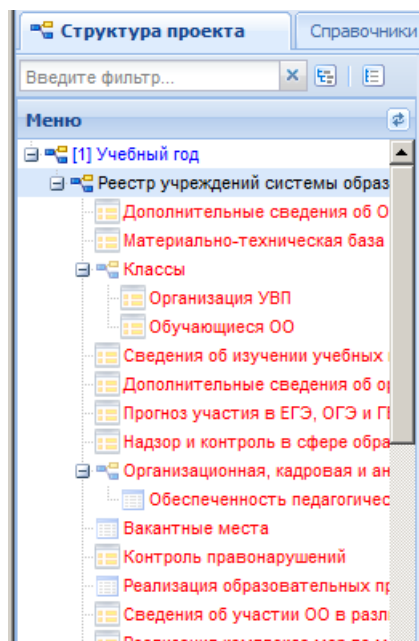 Структура проекта
Справочники
Введите фильтр...
Меню
[1] Учебный год
Реестр учреждений системы образ
Дополнительные сведения об О
Материально-техническая база
Классы
Организация УВП
Обучающиеся ОО
Сведения об изучении учебных
Дополнительные сведения об ор
Прогноз участия в ЕГЭ, ОГЭ и ГВ
Надзор и контроль в сфере обра
Организационная, кадровая и ан
Обеспеченность педагогичес
Вакантные места
Контроль правонарушений
Реализация образовательных пр
Сведения об участии ОО в разл